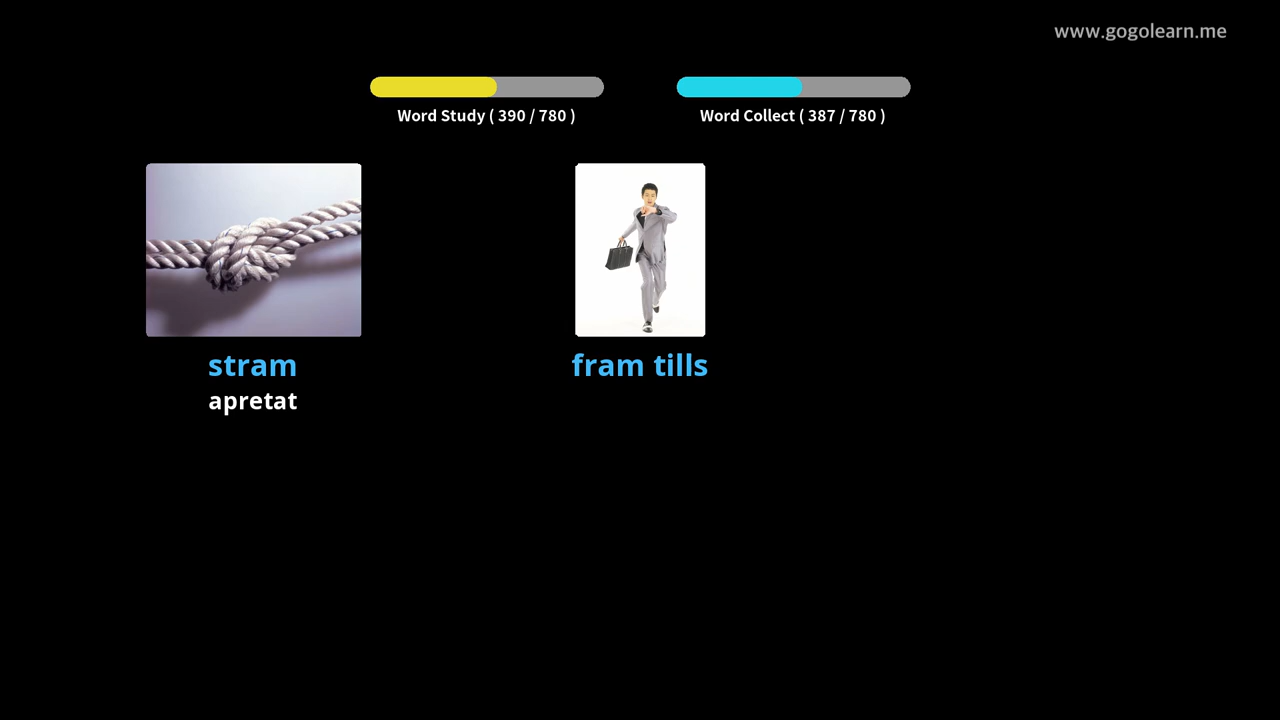 www.gogolearn.me
Word Study ( 390 / 780 )
Word Collect ( 387 / 780 )
stram
apretat
fram tills